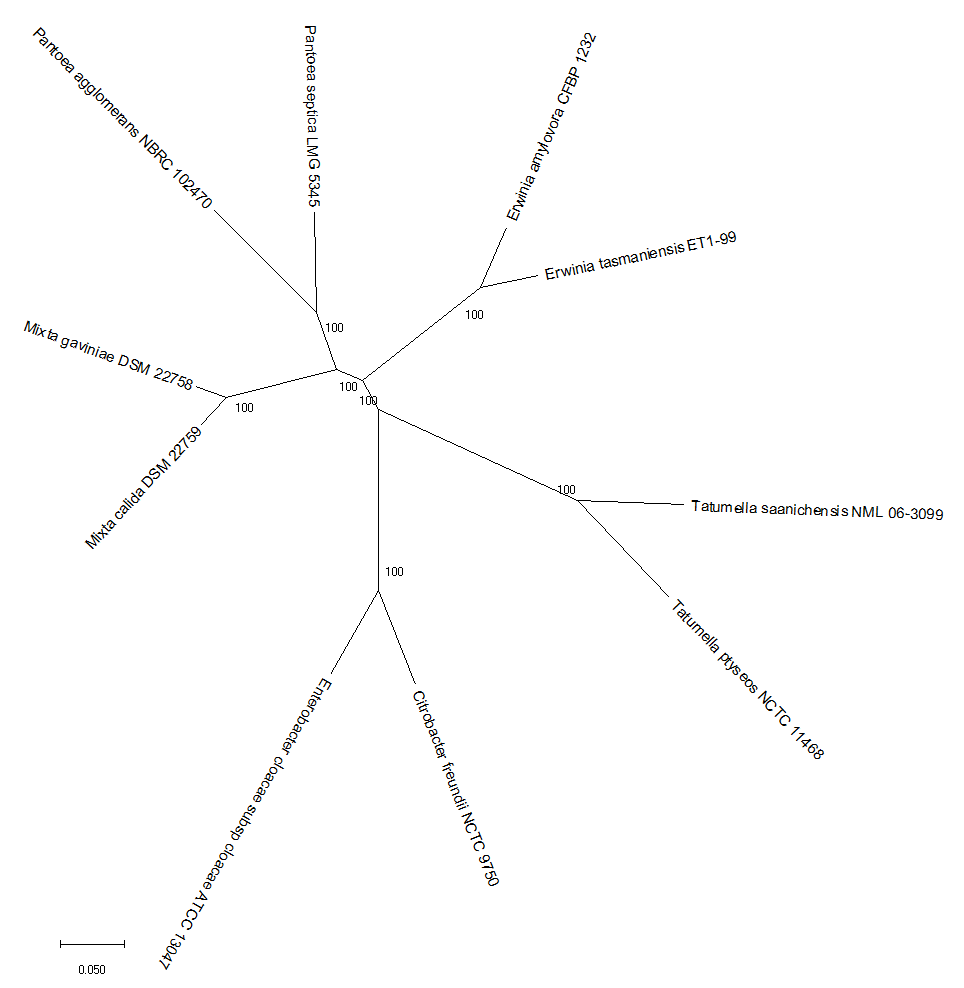 Pantoea agglomerans NBRC 102470
Pantoea septica LMG 5345
Erwinia amylovora CFBP 1232
Erwinia tasmaniensis ET1-99
100
100
Mixta gaviniae DSM 22758
100
100
100
Mixta calida DSM 22759
100
Tatumella saanichensis NML 06-3099
100
Tatumella ptyseos NCTC 11468
Enterobacter cloacae subsp cloacae ATCC 13047
Citrobacter freundii NCTC 9750
0.050